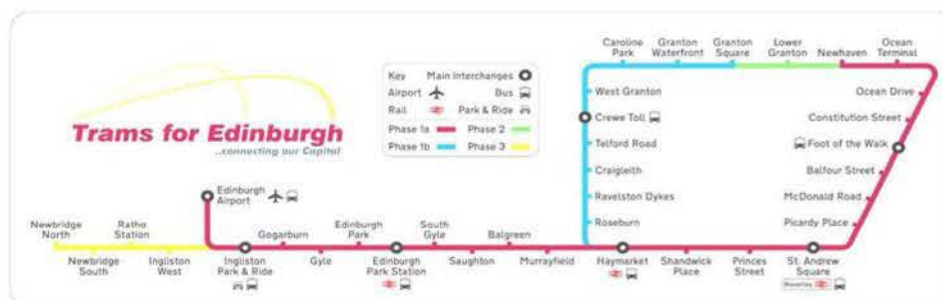 Trams for Edinburgh
...connecting our Capital
Key Main Interchanges
Airport Bus
Rail Park & Ride
Phase 1a Phase 2
Phase 1b Phase 3
Caroline
Park
Granton
Waterfront
Granton
Square
Lower
Granton
Newhaven
Ocean
Terminal
West Granton
Crewe Toll
Telford Road
Craigleith
Ravelston Dykes
Roseburn
Ocean Drive
Constitution Street
Foot of the Walk
Balfour Street
McDonald Road
Picardy Place
Edinburgh
Airport
Newbridge
North
Newbridge
South
Ratho
Station
Ingliston
West
Ingliston
Park & Ride
Gogarburn
Gyle
Edinburgh
Park
Edinburgh
Park Station
South
Gyle
Saughton
Balgreen
Murrayfield
Haymarket
Shandwick
Place
Princes
Street
St. Andrew
Square
Waverley